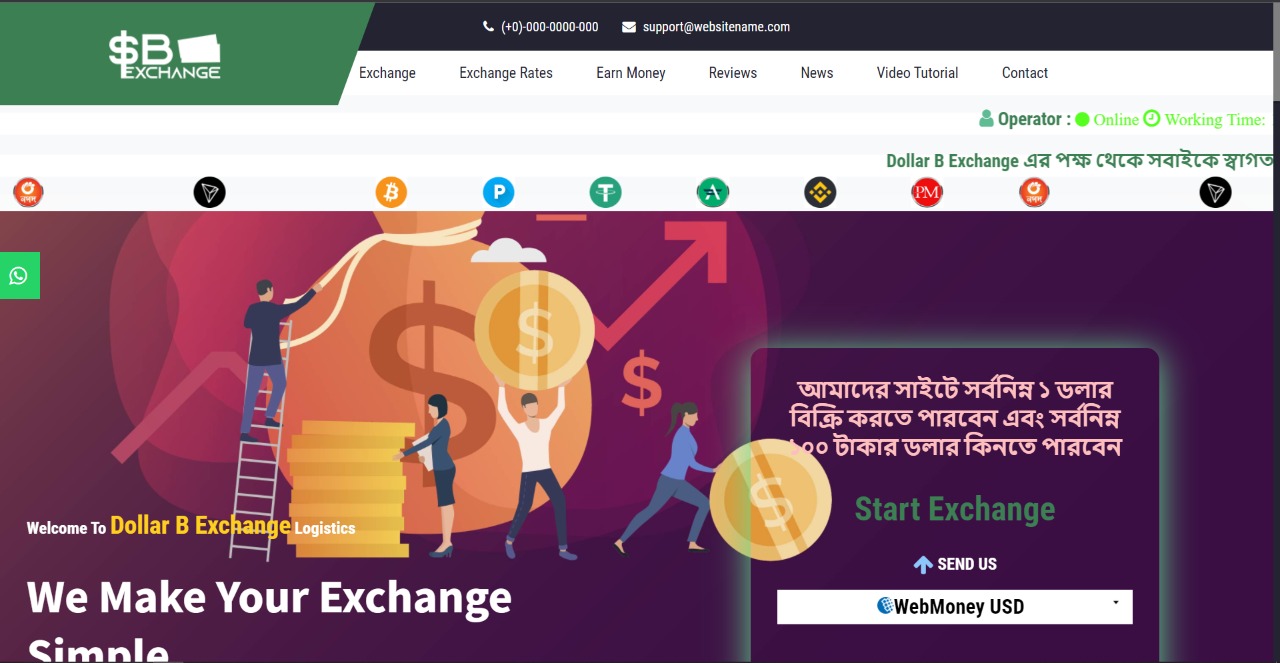 $B
EXCHANGE
(+0)-000-0000-000 support@websitename.com
Exchange Exchange Rates Earn Money Reviews News Video Tutorial Contact
Operator : Online Working Time:
Dollar B Exchange এর পক্ষ থেকে সবাইকে স্বাগত
নগদ P T PM নগদ
আমাদের সাইটে সর্বনিম্ন ১ ডলার
বিক্রি করতে পারবেন এবং সর্বনিম্ন
১০০ টাকার ডলার কিনতে পারবেন
Start Exchange
SEND US
WebMoney USD
Welcome To Dollar B Exchange Logistics
We Make Your Exchange
Simple